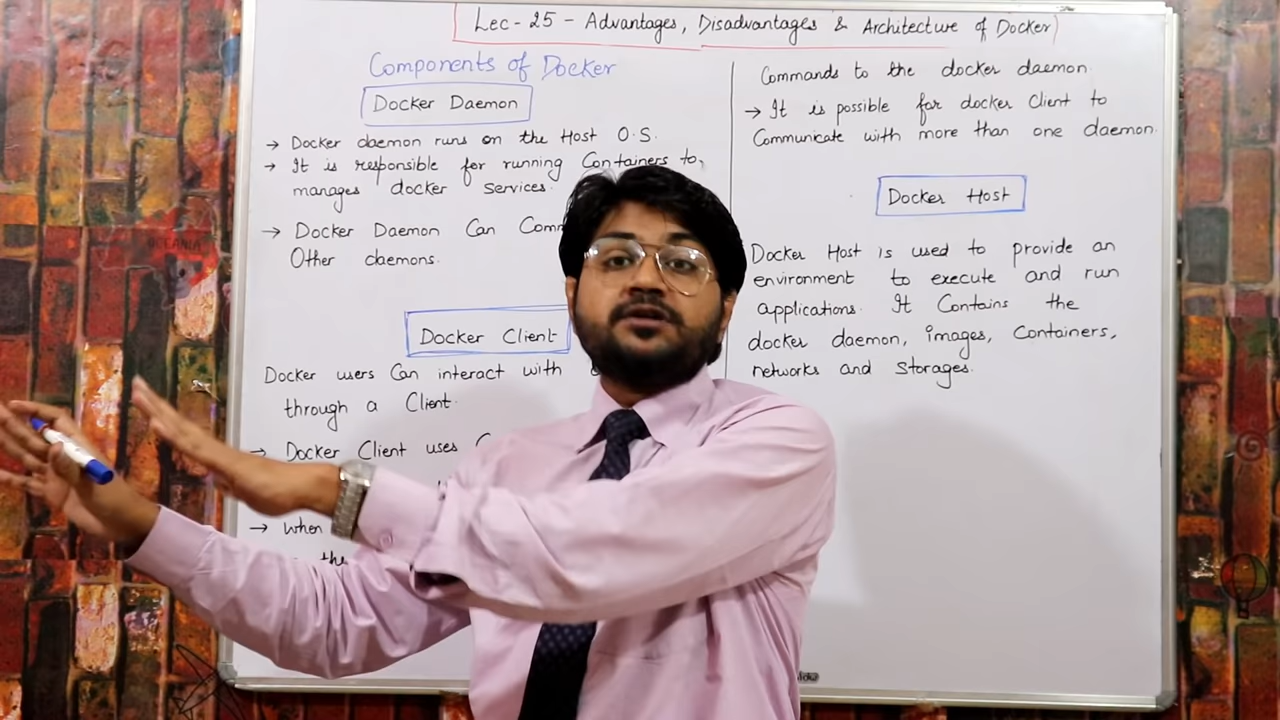 Lec-25 - Advantages, Disadvantages & Architecture of Docker
Components of Docker
Docker Daemon
→ Docker daemon runs on the Host O.S.
→ It is responsible for running Containers to
manages docker services.
→ Docker Daemon Can Comm
Other daemons.
Docker Client
Docker users Can interact with
through a Client.
→ Docker Client uses
→ When
the
Commands to the docker daemon.
→ It is possible for docker Client to
Communicate with more than one daemon.
Docker Host
Docker Host is used to provide an
environment to execute and run
applications. It Contains the
docker daemon, images, Containers,
networks and Storages.
OCEANIA